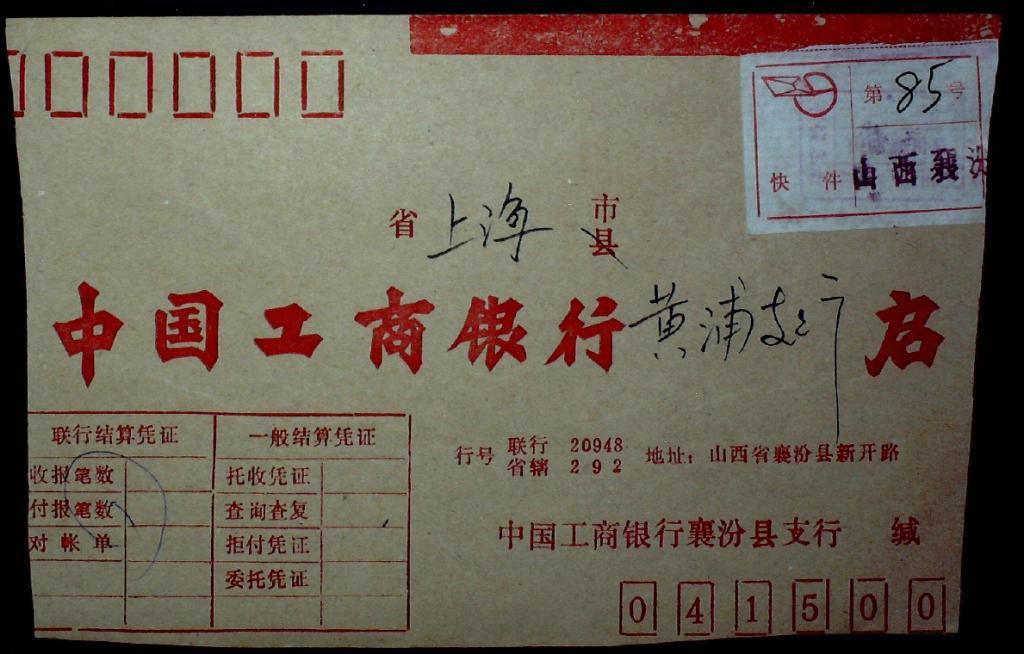 第85号
快件 山西襄汾
省 上海 市县
中国工商银行黄浦支行 启
联行结算凭证 一般结算凭证
收报笔数 托收凭证
付报笔数 查询查复
对帐单 拒付凭证
委托凭证
行号 联行 20948 地址：山西省襄汾县新开路
省辖 292
中国工商银行襄汾县支行 缄
041500